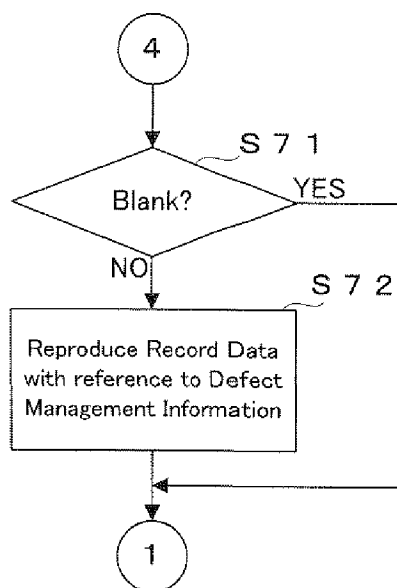 4
S 7 1
Blank?
YES
NO
S 7 2
Reproduce Record Data
with reference to Defect
Management Information
1